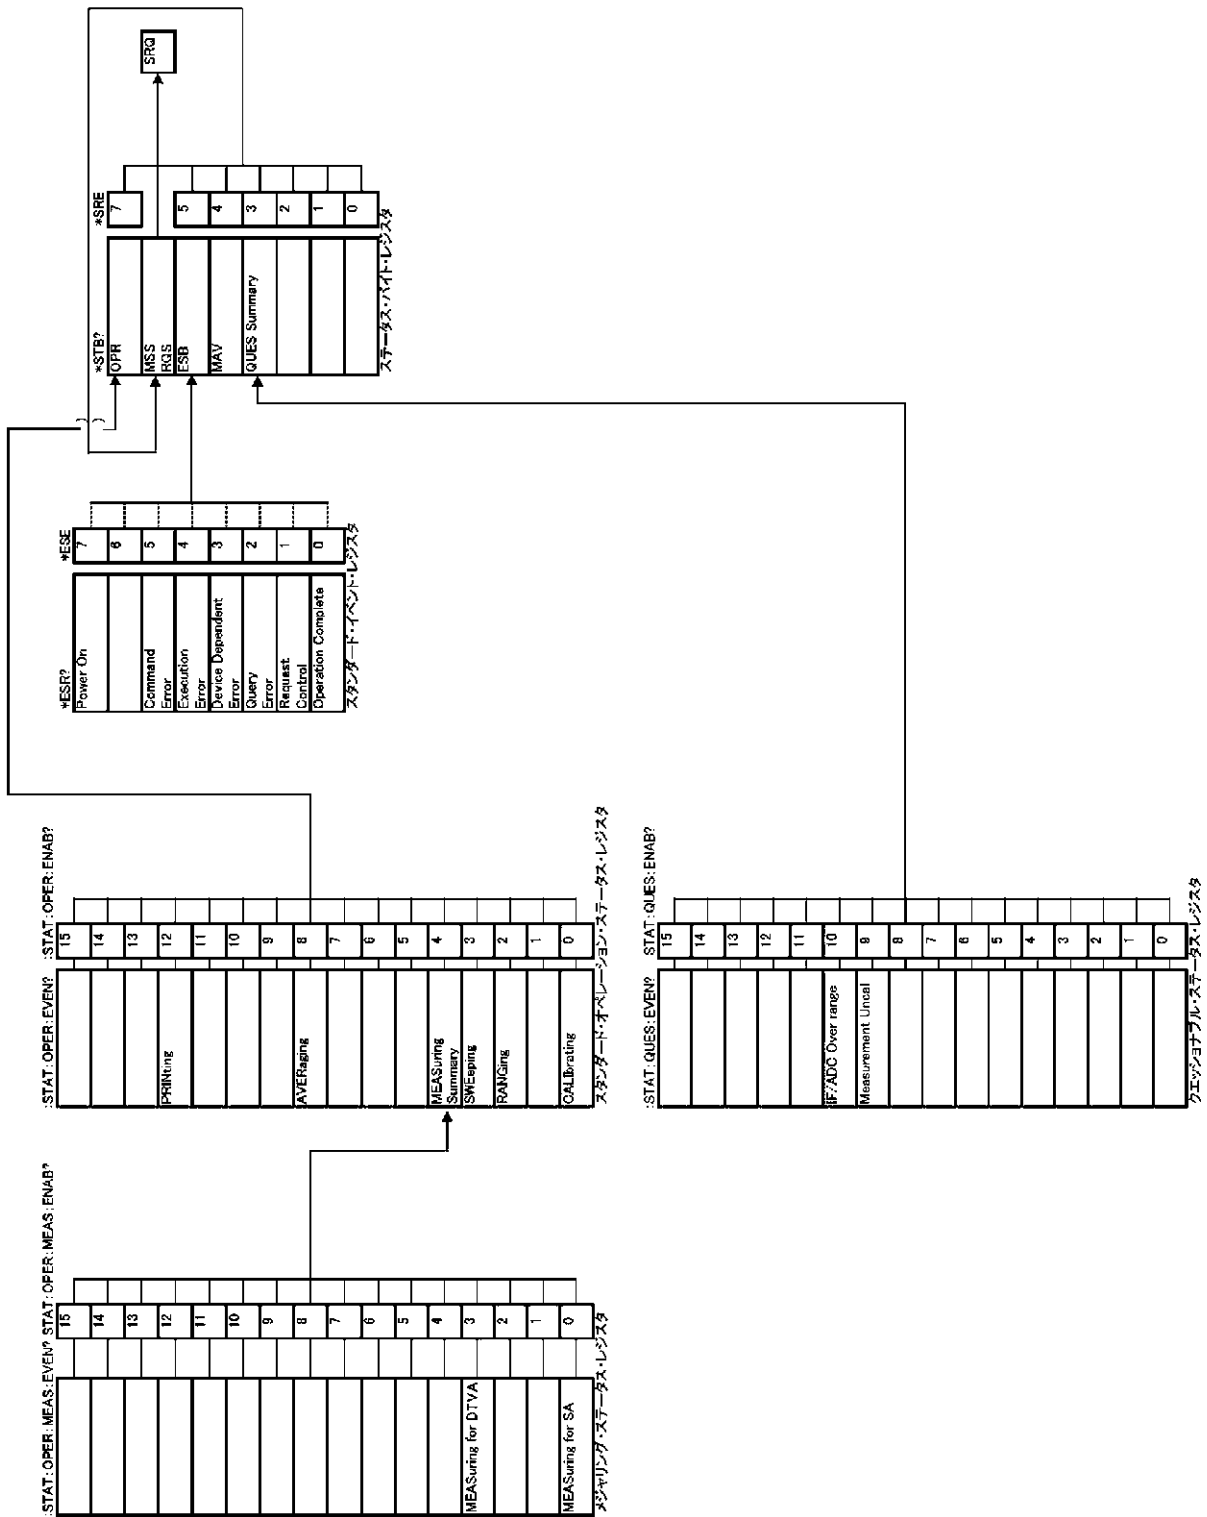 :STAT:OPER:MEAS:EVEN? STAT:OPER:MEAS:ENAB?
15
14
13
12
11
10
9
8
7
6
5
4
MEASuring for DTVA 3
2
1
MEASuring for SA 0
メジャリング・ステータス・レジスタ
:STAT:OPER:EVEN? :STAT:OPER:ENAB?
15
14
13
PRINting 12
11
10
9
AVERaging 8
7
6
5
MEASuring 4
Summary
SWEeping 3
RANGing 2
1
CALIbrating 0
スタンダード・オペレーション・ステータス・レジスタ
:STAT:QUES:EVEN? STAT:QUES:ENAB?
15
14
13
12
11
IF/ADC Over range 10
Measurement Uncal 9
8
7
6
5
4
3
2
1
0
クエッショナブル・ステータス・レジスタ
*ESR? *ESE
Power On 7
6
Command 5
Error
Execution 4
Error
Device Dependent 3
Error
Query 2
Error
Request 1
Control
Operation Complete 0
スタンダード・イベント・レジスタ
*STB? *SRE
OPR 7
MSS
RQS
ESB 5
MAV 4
QUES Summary 3
2
1
0
ステータス・バイト・レジスタ
SRQ